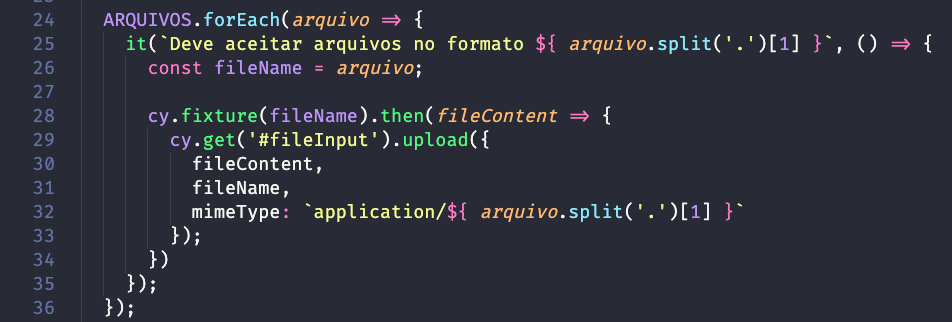 24 ARQUIVOS.forEach(arquivo => {
25 it(`Deve aceitar arquivos no formato ${ arquivo.split('.')[1] }`, () => {
26 const fileName = arquivo;
27
28 cy.fixture(fileName).then(fileContent => {
29 cy.get('#fileInput').upload({
30 fileContent,
31 fileName,
32 mimeType: `application/${ arquivo.split('.')[1] }`
33 });
34 })
35 });
36 });